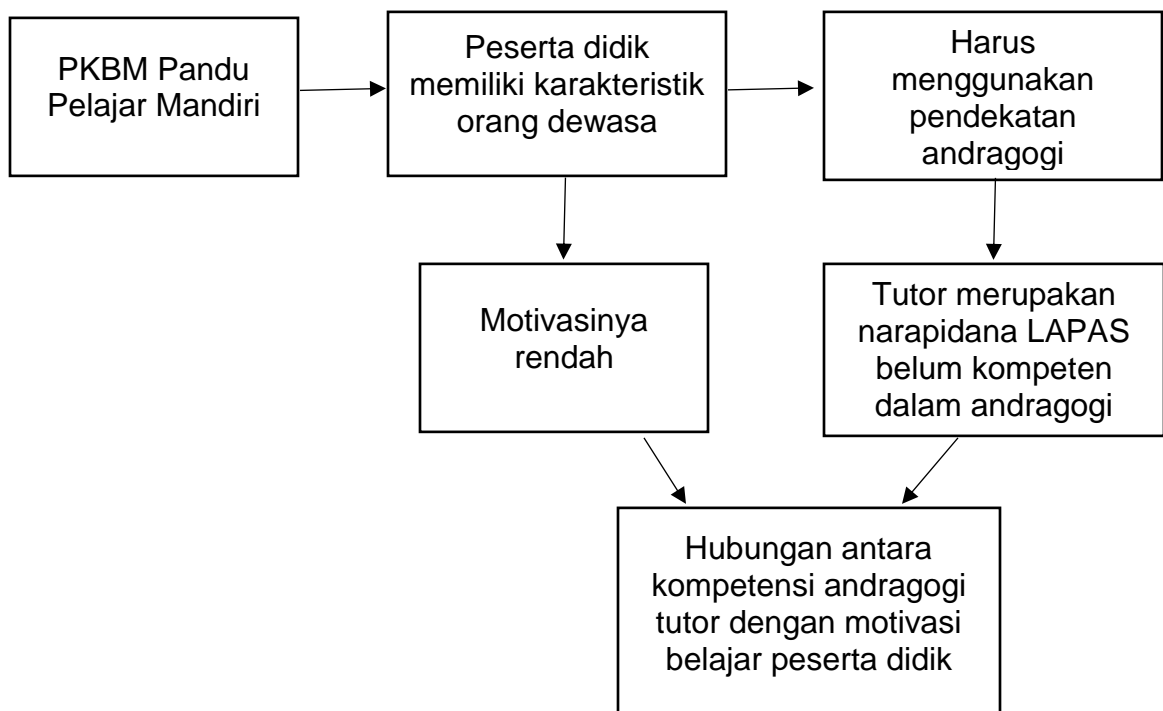 PKBM Pandu
Pelajar Mandiri
Peserta didik
memiliki karakteristik
orang dewasa
Harus
menggunakan
pendekatan
andragogi
Motivasinya
rendah
Tutor merupakan
narapidana LAPAS
belum kompeten
dalam andragogi
Hubungan antara
kompetensi andragogi
tutor dengan motivasi
belajar peserta didik